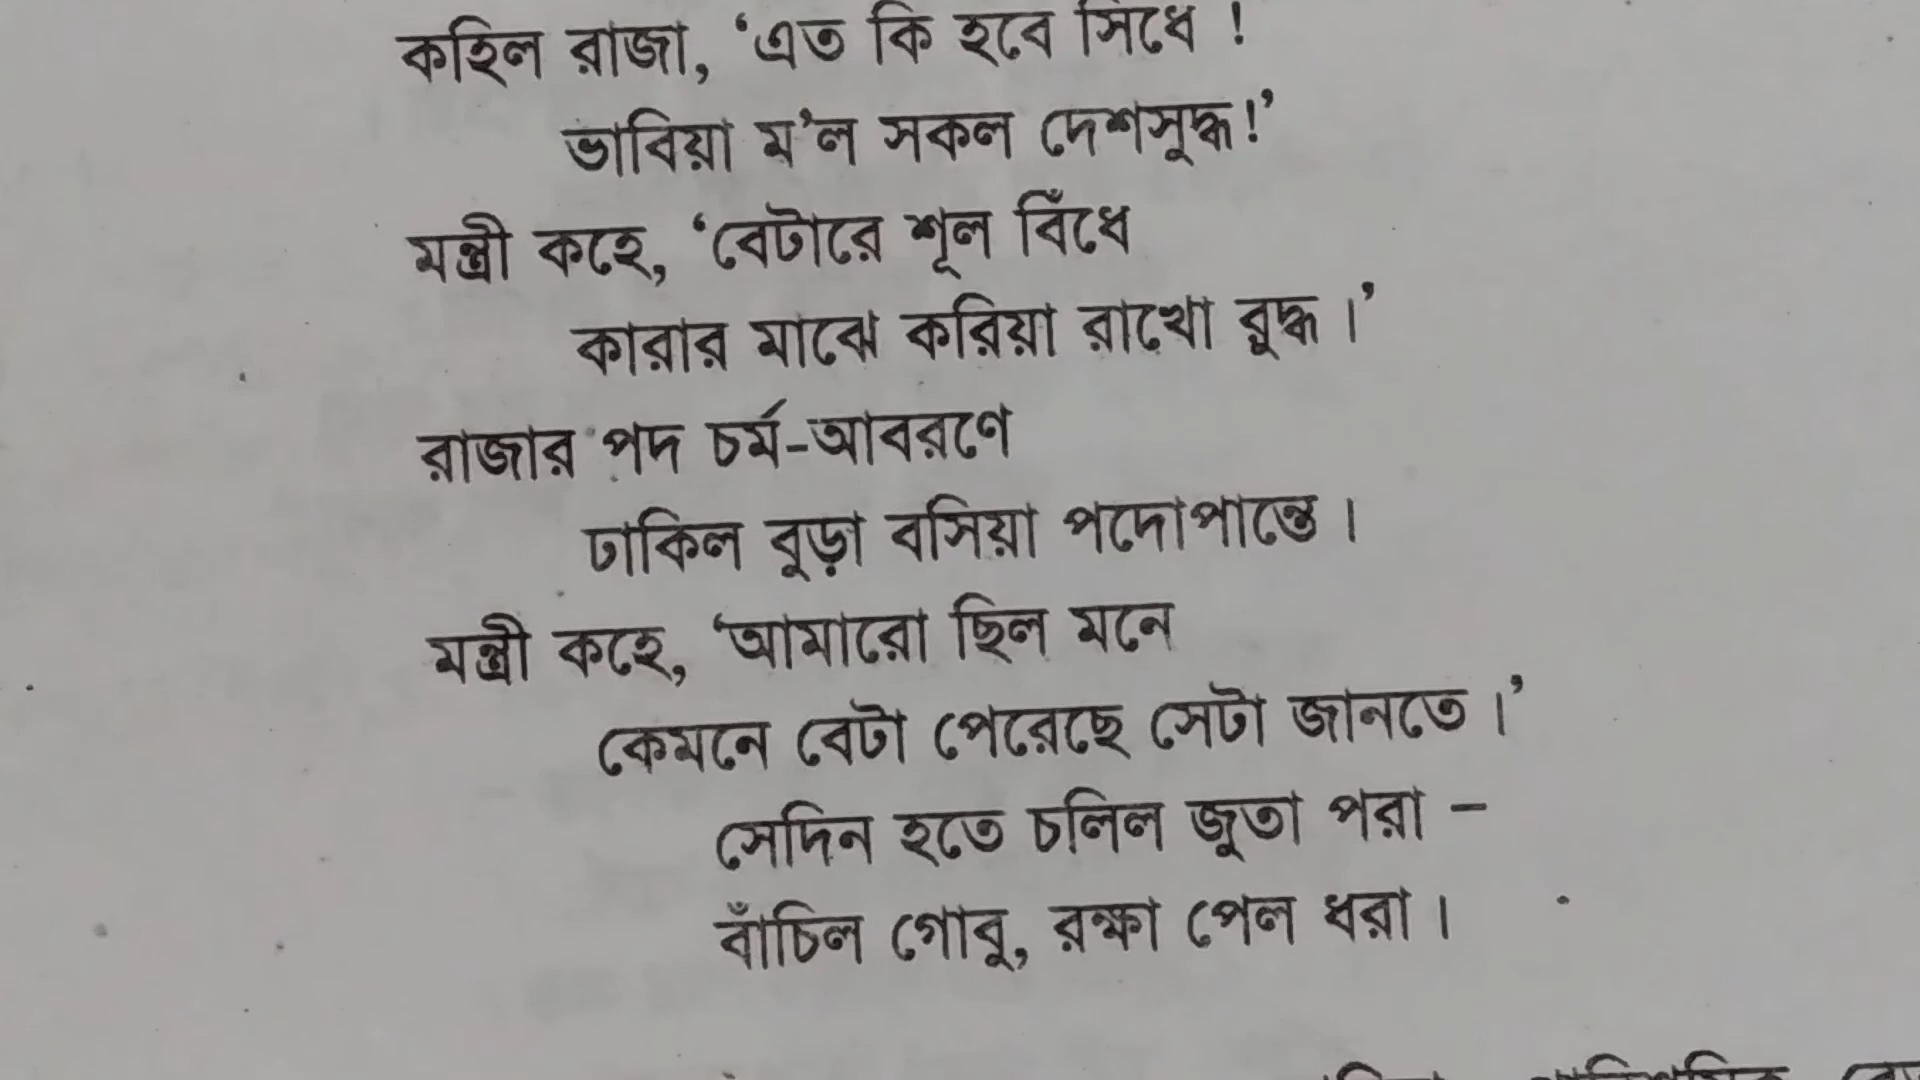 কহিল রাজা, ‘এত কি হবে সিধে !
ভাবিয়া ম’ল সকল দেশসুদ্ধ!’
মন্ত্রী কহে, ‘বেটারে শূল বিঁধে
কারার মাঝে করিয়া রাখো রুদ্ধ।’
রাজার পদ চর্ম-আবরণে
ঢাকিল বুড়া বসিয়া পদোপান্তে।
মন্ত্রী কহে, ‘আমারো ছিল মনে
কেমনে বেটা পেরেছে সেটা জানতে।’
সেদিন হতে চলিল জুতা পরা –
বাঁচিল গোবু, রক্ষা পেল ধরা।